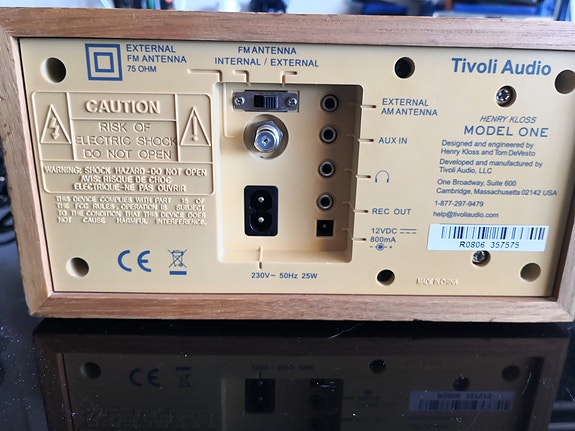 EXTERNAL
FM ANTENNA
75 OHM
FM ANTENNA
INTERNAL / EXTERNAL
CAUTION
RISK OF
ELECTRIC SHOCK
DO NOT OPEN
WARNING: SHOCK HAZARD-DO NOT OPEN
AVIS: RISQUE DE CHOC
ELECTRIQUE-NE PAS OUVRIR
THIS DEVICE COMPLIES WITH PART 15 OF
THE FCC RULES OPERATION IS SUBJECT
TO THE CONDITION THAT THIS DEVICE DOES
NOT CAUSE HARMFUL INTERFERENCE.
CE
230V~ 50Hz 25W
EXTERNAL
AM ANTENNA
AUX IN
REC OUT
12VDC
800mA
Tivoli Audio
HENRY KLOSS
MODEL ONE
Designed and engineered by
Henry Kloss and Tom DeVesto
Developed and manufactured by
Tivoli Audio, LLC
One Broadway, Suite 600
Cambridge, Massachusetts 02142 USA
1-877-297-9479
help@tivoliaudio.com
R0806 357575
MADE IN CHINA